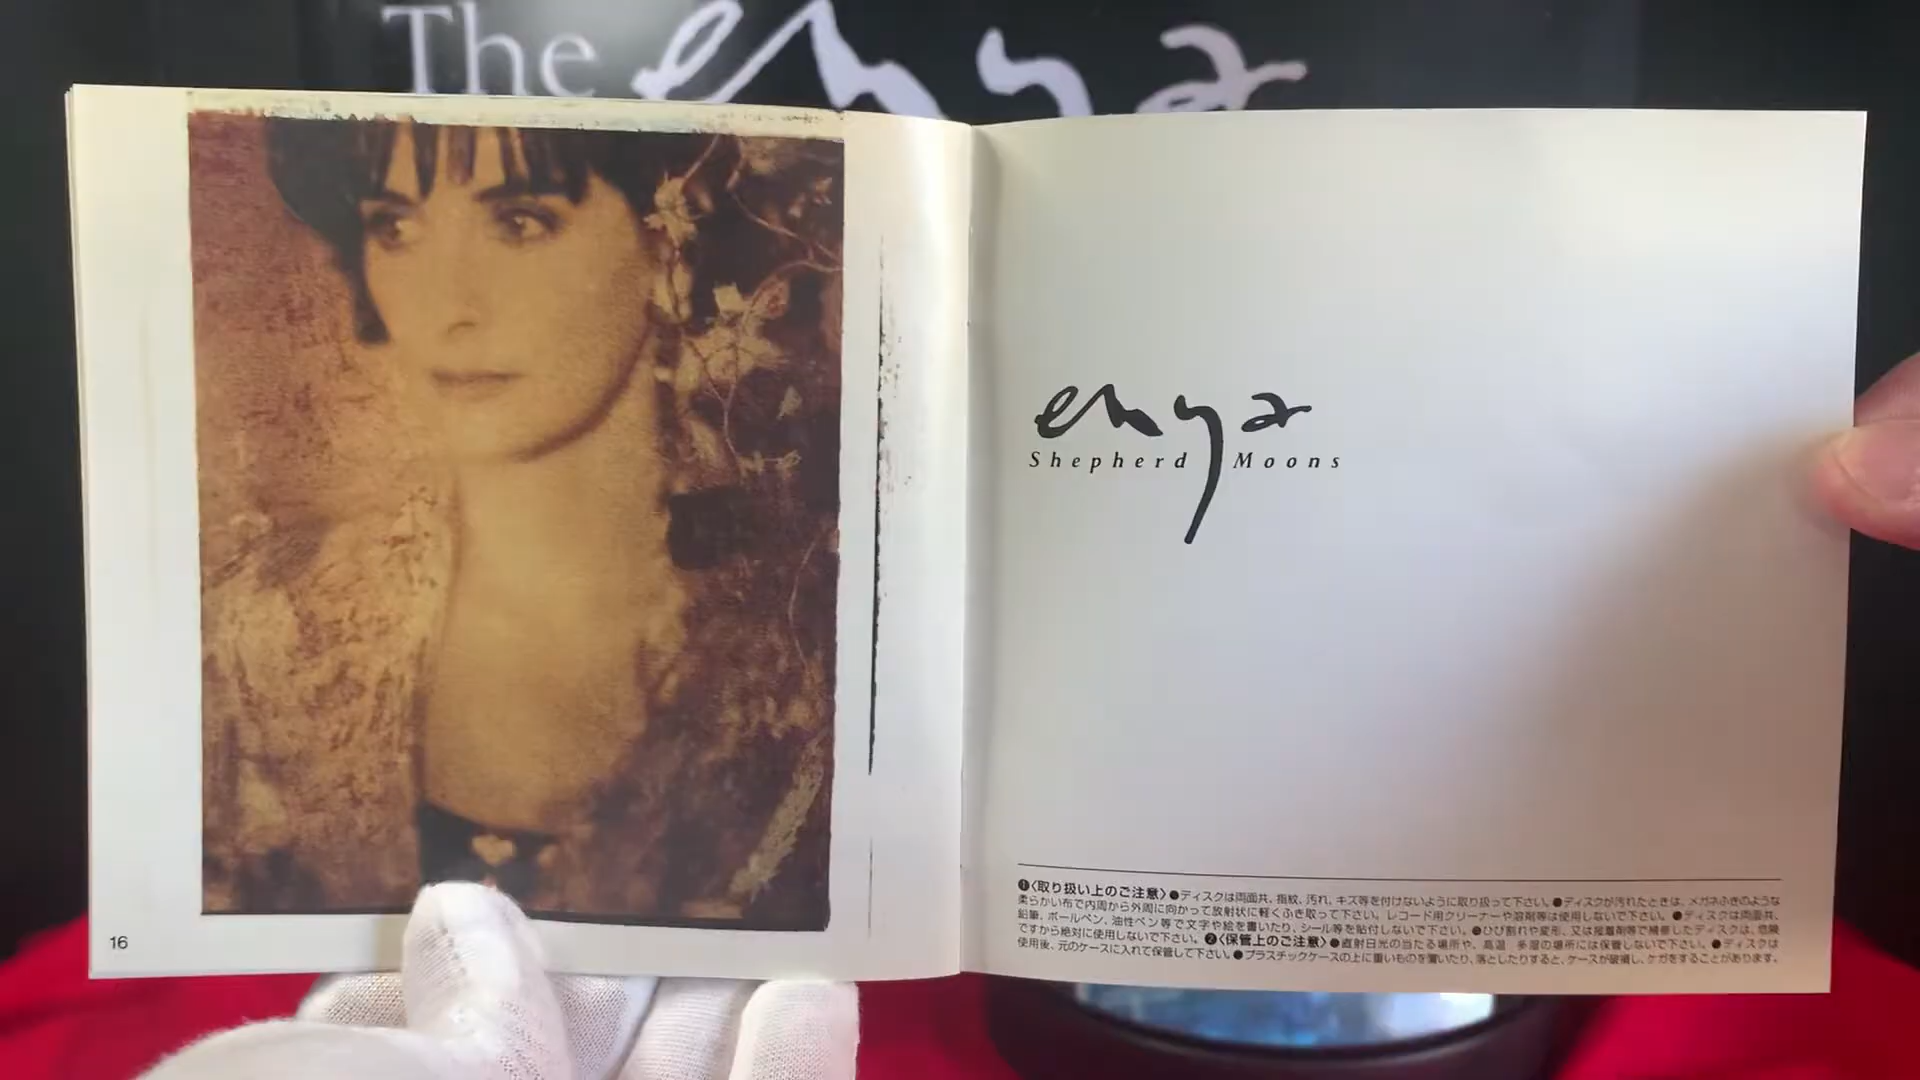 The enya
enya
Shepherd Moons
❶〈取り扱い上のご注意〉●ディスクは両面共、指紋、汚れ、キズ等を付けないように取り扱って下さい。●ディスクが汚れたときは、メガネふきのような
柔らかい布で内周から外周に向かって放射状に軽くふき取って下さい。レコード用クリーナーや溶剤等は使用しないで下さい。●ディスクは両面共、
鉛筆、ボールペン、油性ペン等で文字や絵を書いたり、シール等を貼付しないで下さい。●ひび割れや変形、又は接着剤等で補修したディスクは、危険
ですから絶対に使用しないで下さい。❷〈保管上のご注意〉●直射日光の当たる場所や、高温・多湿の場所には保管しないで下さい。●ディスクは
使用後、元のケースに入れて保管して下さい。●プラスチックケースの上に重いものを置いたり、落としたりすると、ケースが破損し、ケガをすることがあります。
16